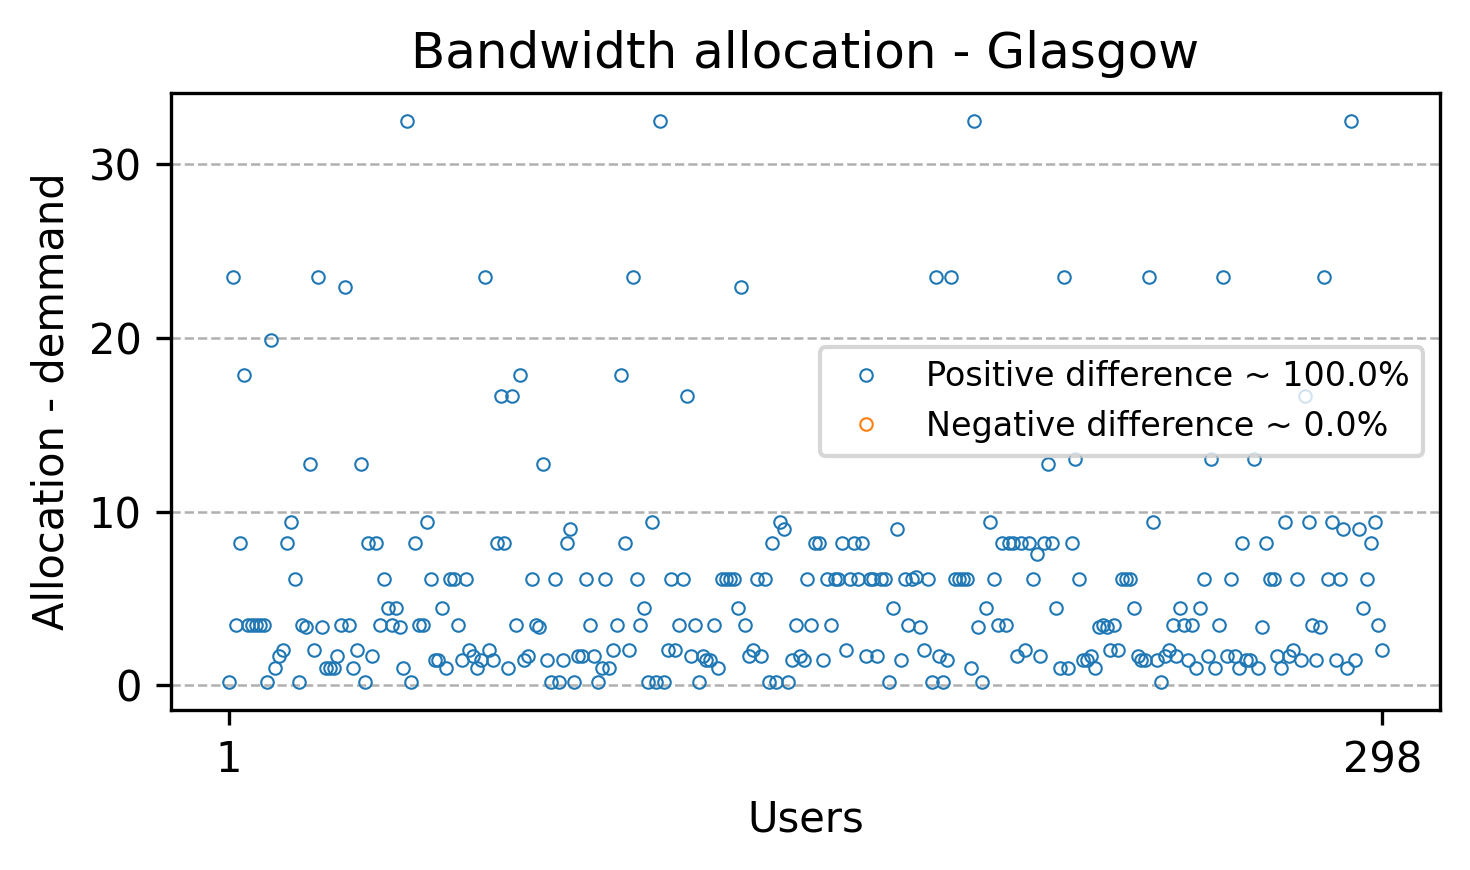 Bandwidth allocation - Glasgow
Allocation - demmand
30
20
10
0
Positive difference ~ 100.0%
Negative difference ~ 0.0%
1
298
Users